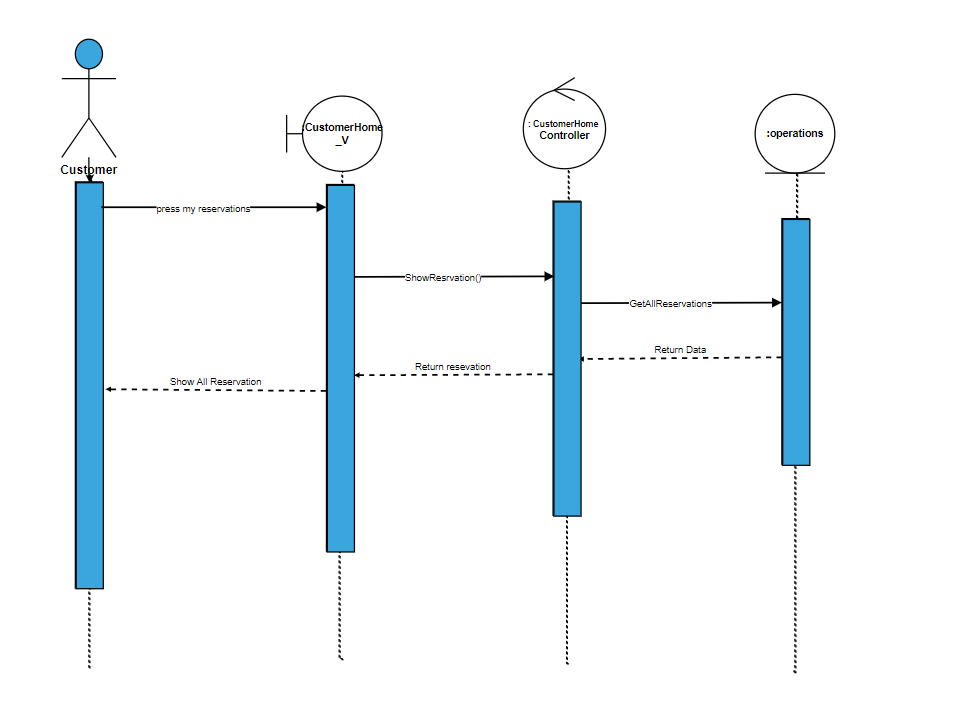 Customer
:CustomerHome
_V
: CustomerHome
Controller
:operations
press my reservations
ShowResrvation()
GetAllReservations
Return Data
Return resevation
Show All Reservation